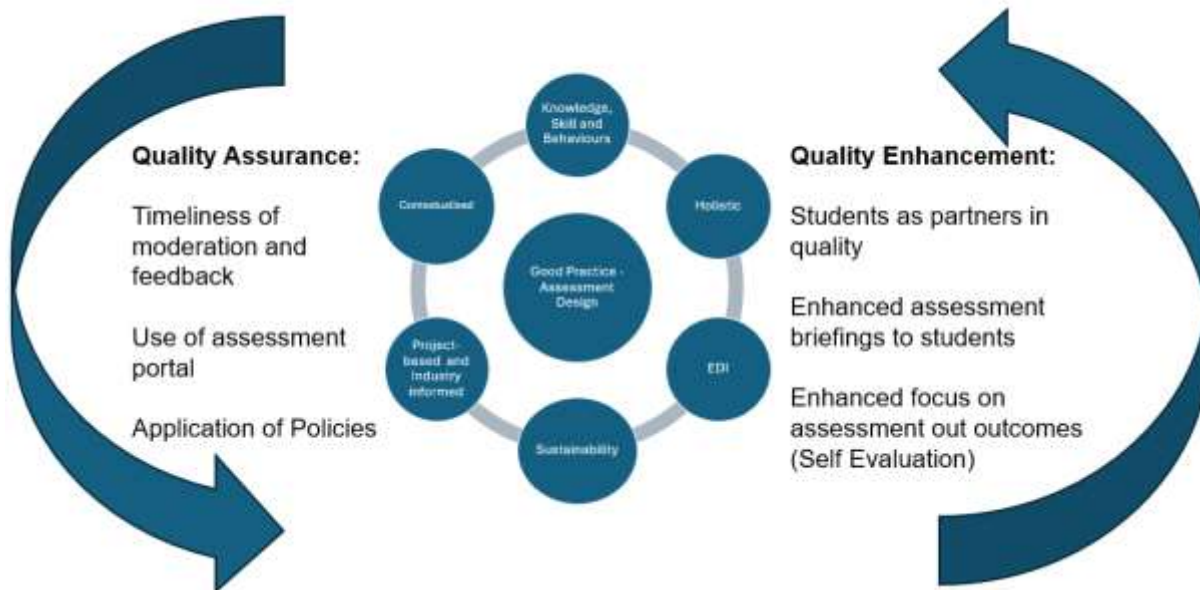 Quality Assurance:
Timeliness of
moderation and
feedback
Use of assessment
portal
Application of Policies
Knowledge,
Skill and
Behaviours
Contextualised
Holistic
Good Practice -
Assessment
Design
Project-
based and
Industry
informed
EDI
Sustainability
Quality Enhancement:
Students as partners in
quality
Enhanced assessment
briefings to students
Enhanced focus on
assessment out outcomes
(Self Evaluation)